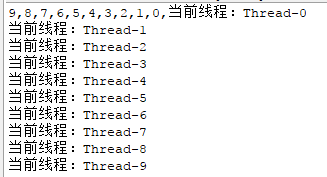 9,8,7,6,5,4,3,2,1,0,当前线程：Thread-0
当前线程：Thread-1
当前线程：Thread-2
当前线程：Thread-3
当前线程：Thread-4
当前线程：Thread-5
当前线程：Thread-6
当前线程：Thread-7
当前线程：Thread-8
当前线程：Thread-9